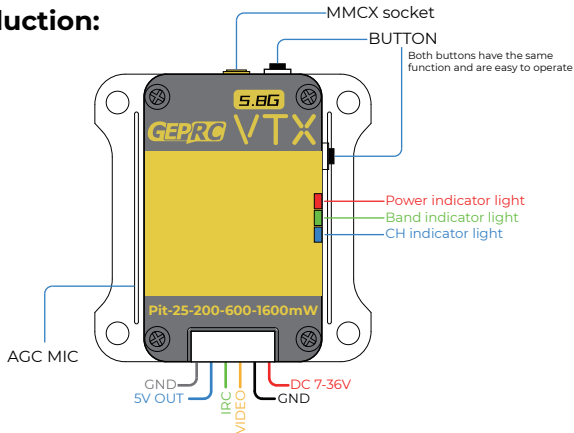 duction:
MMCX socket
BUTTON
Both buttons have the same
function and are easy to operate
5.8G
GEPRC VTX
Power indicator light
Band indicator light
CH indicator light
Pit-25-200-600-1600mW
AGC MIC
GND
5V OUT
IRC
VIDEO
GND
DC 7-36V